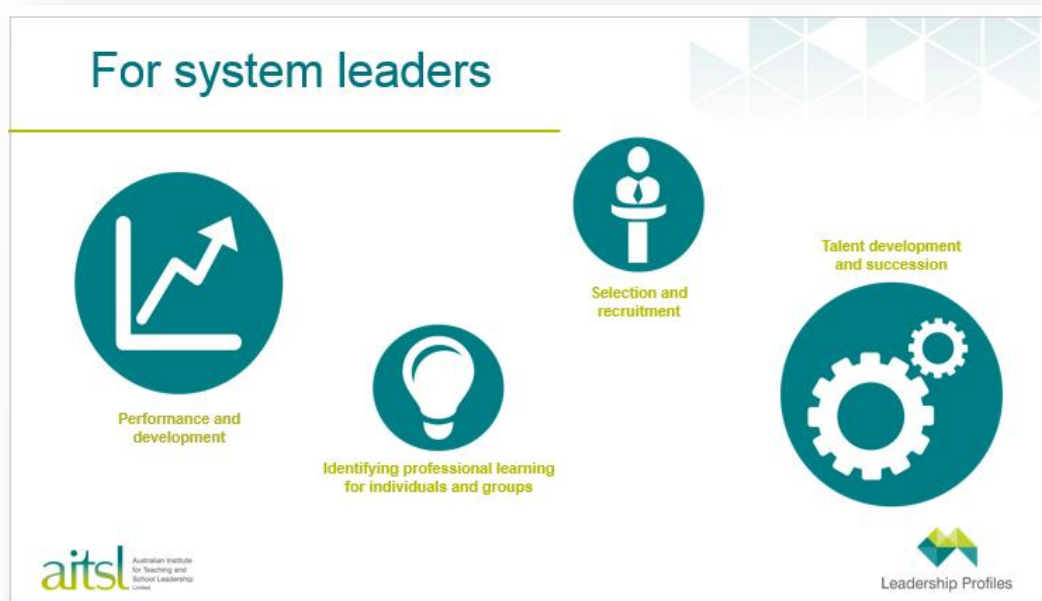 For system leaders
Selection and
recruitment
Talent development
and succession
Performance and
development
Identifying professional learning
for individuals and groups
aitsl
Australian Institute
for Teaching and
School Leadership
Limited
Leadership Profiles